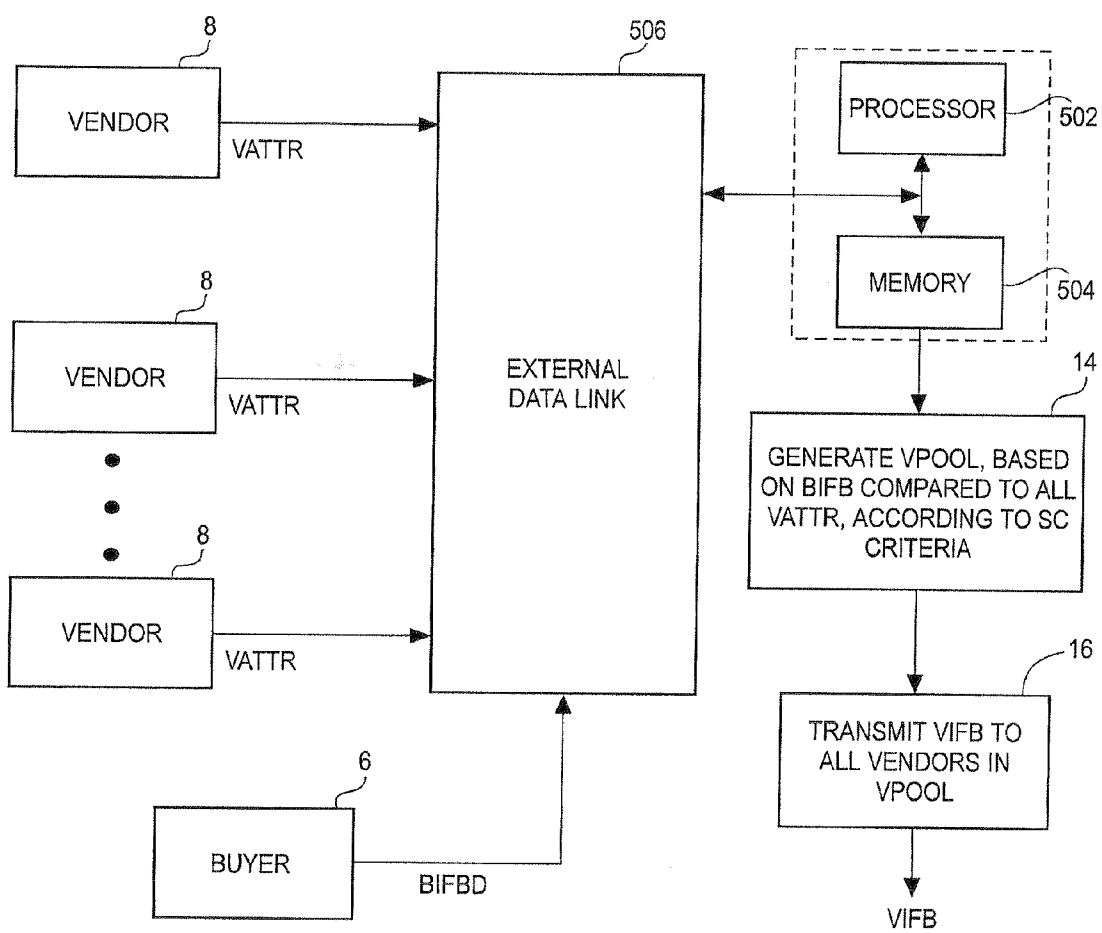 8
VENDOR
VATTR
8
VENDOR
VATTR
8
VENDOR
VATTR
6
BUYER
BIFBD
506
EXTERNAL
DATA LINK
PROCESSOR
502
MEMORY
504
14
GENERATE VPOOL, BASED
ON BIFB COMPARED TO ALL
VATTR, ACCORDING TO SC
CRITERIA
16
TRANSMIT VIFB TO
ALL VENDORS IN
VPOOL
VIFB